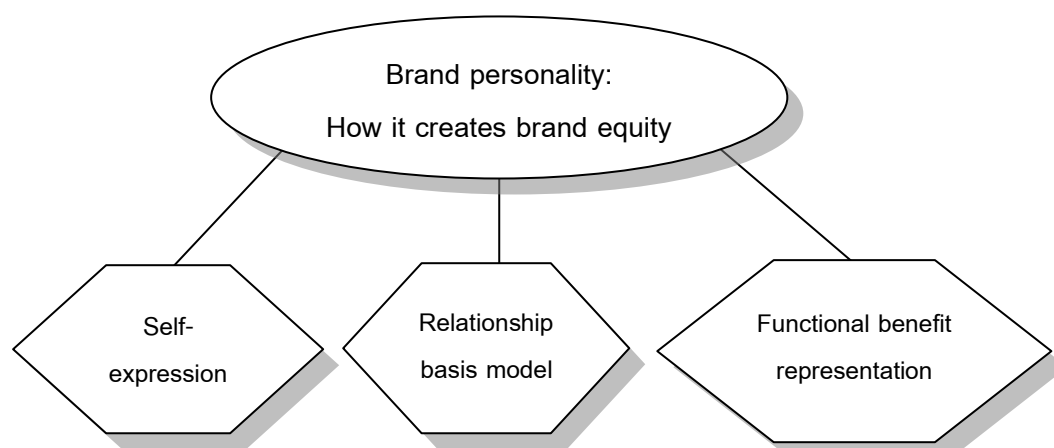 Brand personality:
How it creates brand equity
Self-
expression
Relationship
basis model
Functional benefit
representation